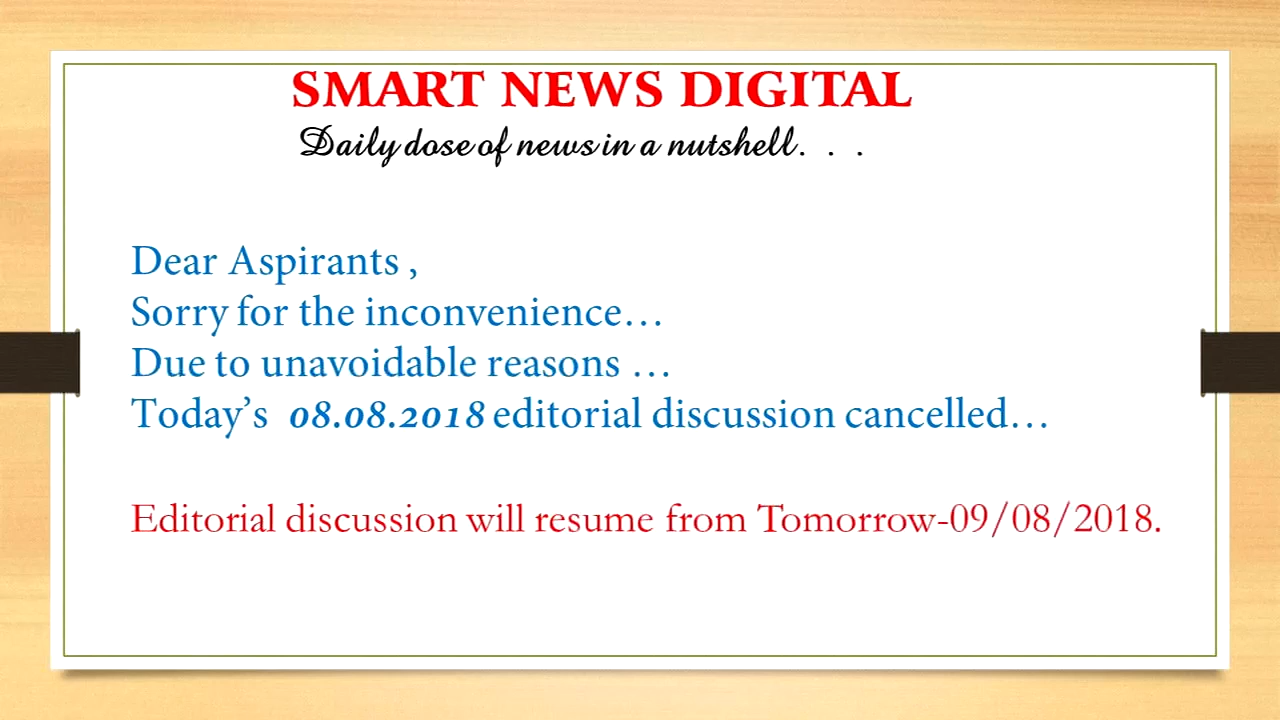 SMART NEWS DIGITAL
Daily dose of news in a nutshell. . .
Dear Aspirants ,
Sorry for the inconvenience...
Due to unavoidable reasons ...
Today's 08.08.2018 editorial discussion cancelled...
Editorial discussion will resume from Tomorrow-09/08/2018.